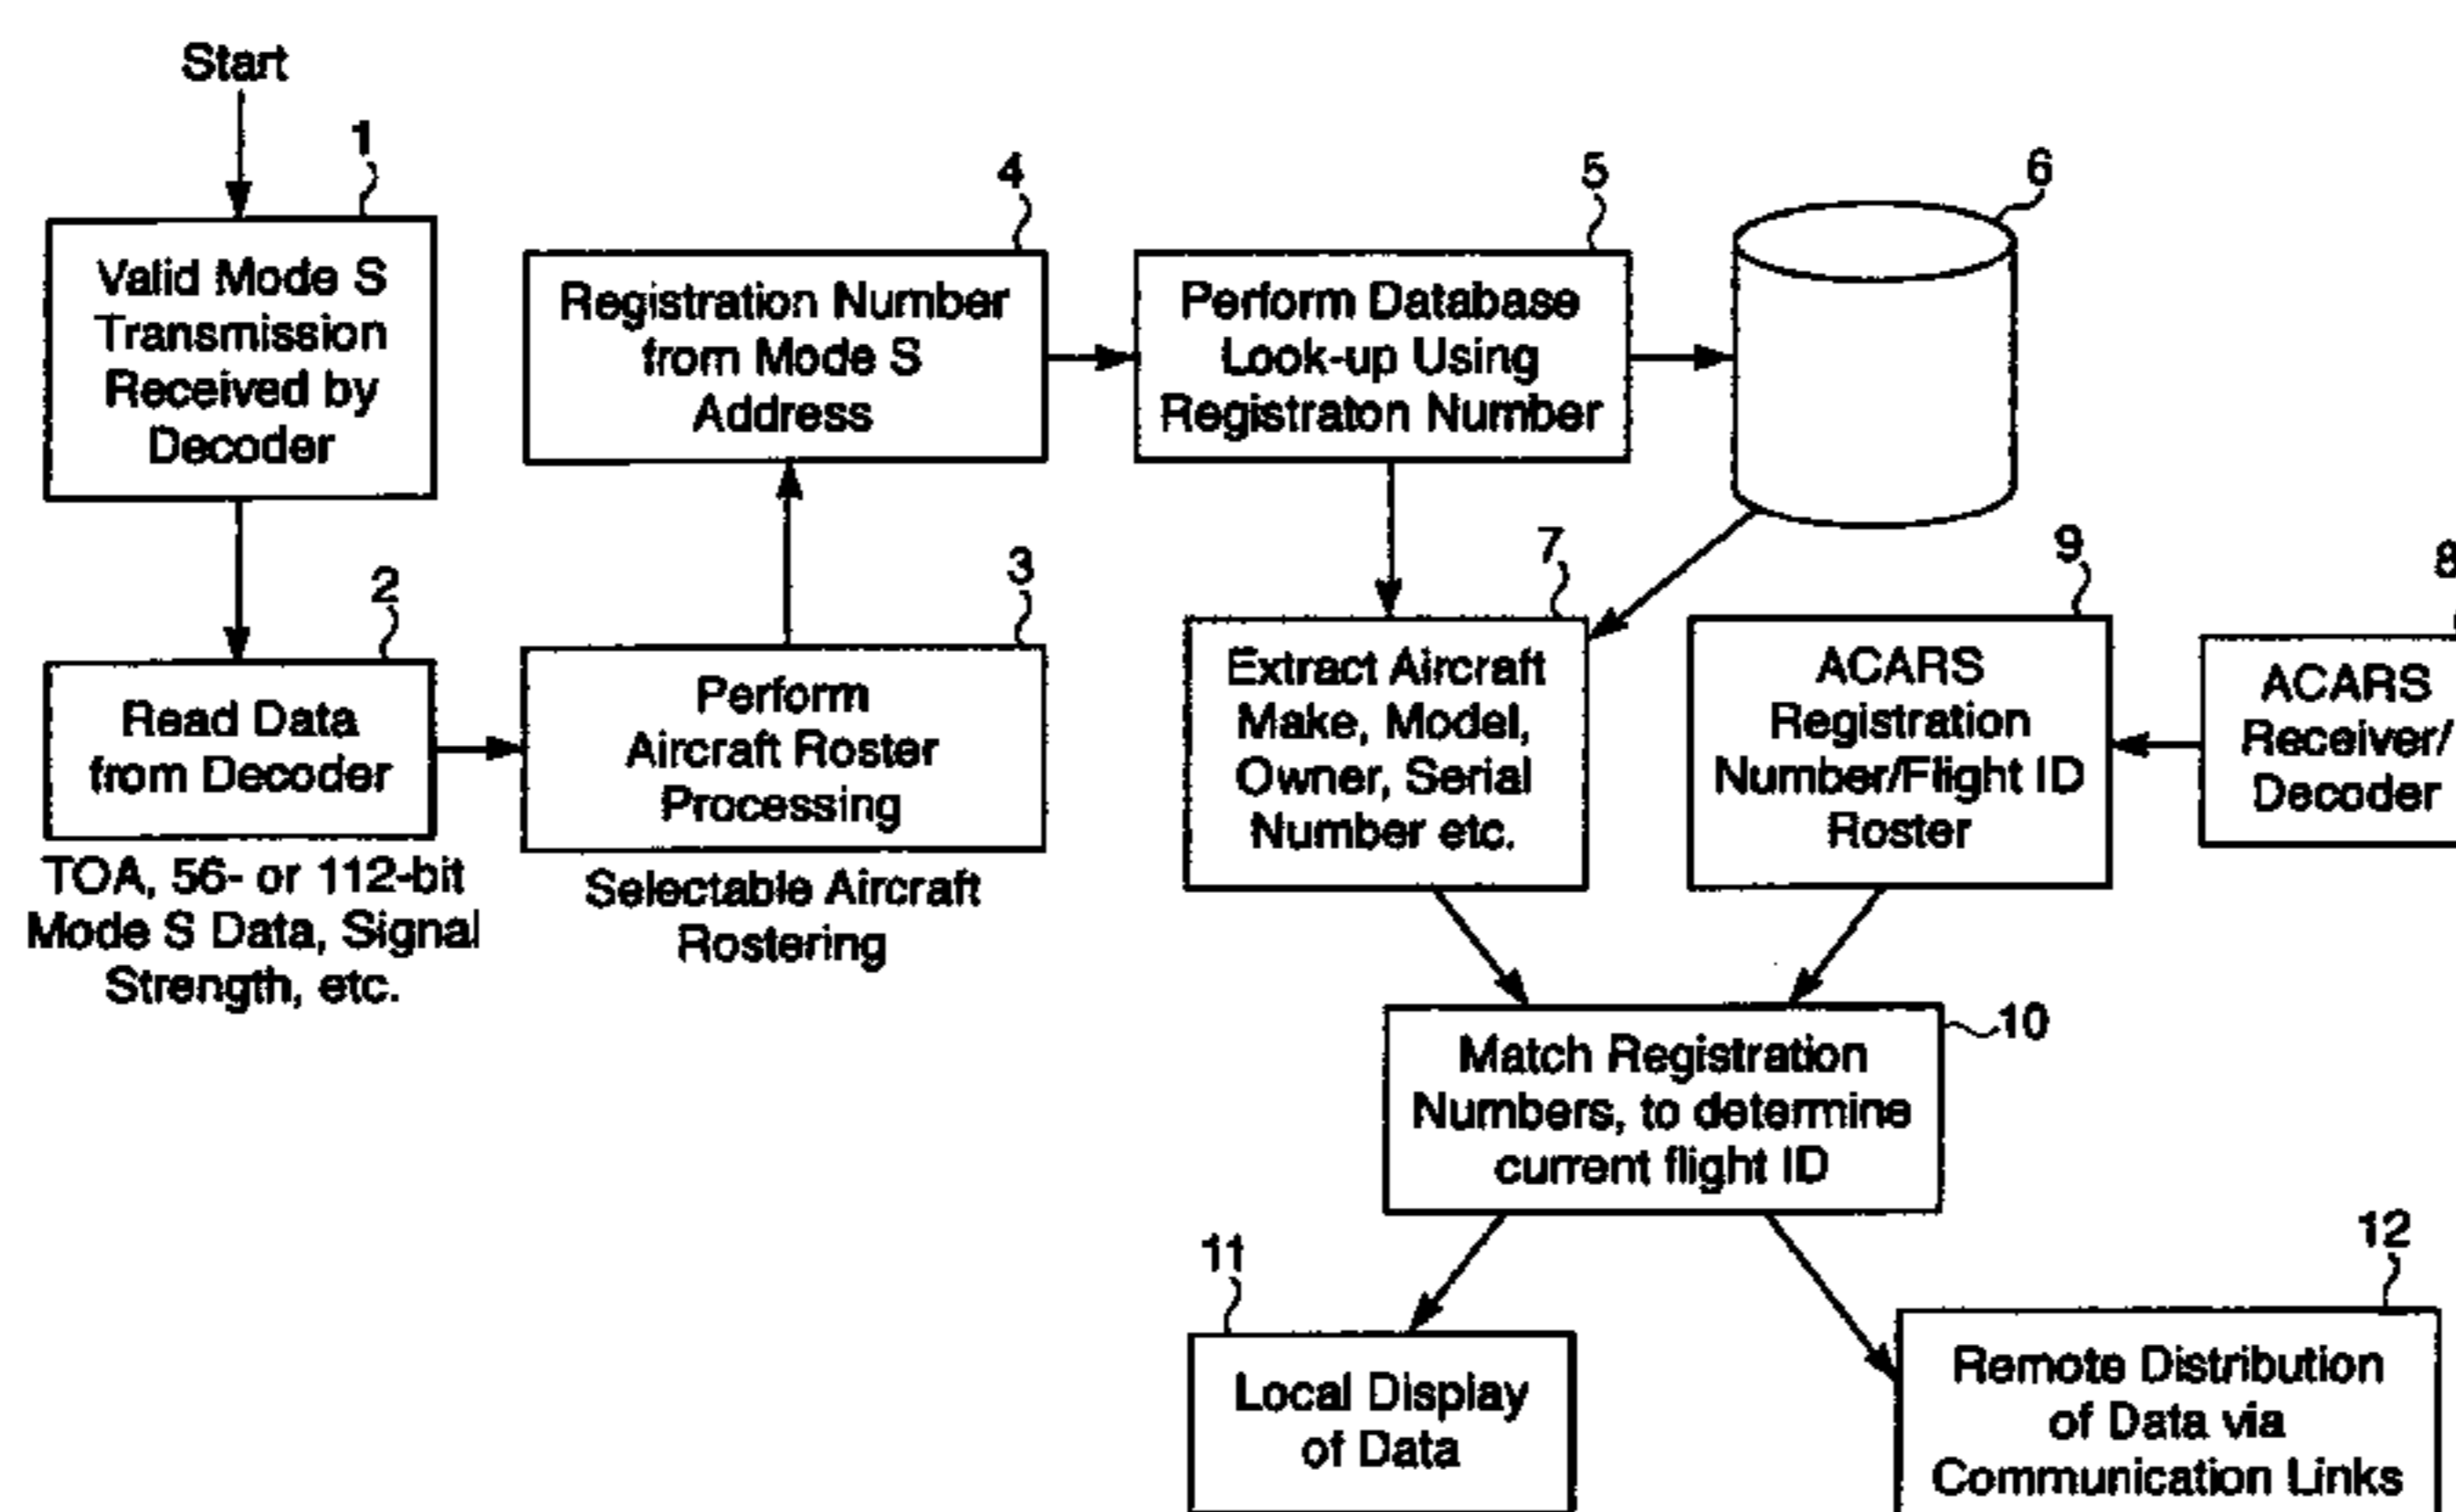 Start
1
Valid Mode S
Transmission
Received by
Decoder
2
Read Data
from Decoder
TOA, 56- or 112-bit
Mode S Data, Signal
Strength, etc.
3
Perform
Aircraft Roster
Processing
Selectable Aircraft
Rostering
4
Registration Number
from Mode S
Address
5
Perform Database
Look-up Using
Registraton Number
6
7
Extract Aircraft
Make, Model,
Owner, Serial
Number etc.
9
ACARS
Registration
Number/Flight ID
Roster
8
ACARS
Receiver/
Decoder
10
Match Registration
Numbers, to determine
current flight ID
11
Local Display
of Data
12
Remote Distribution
of Data via
Communication Links